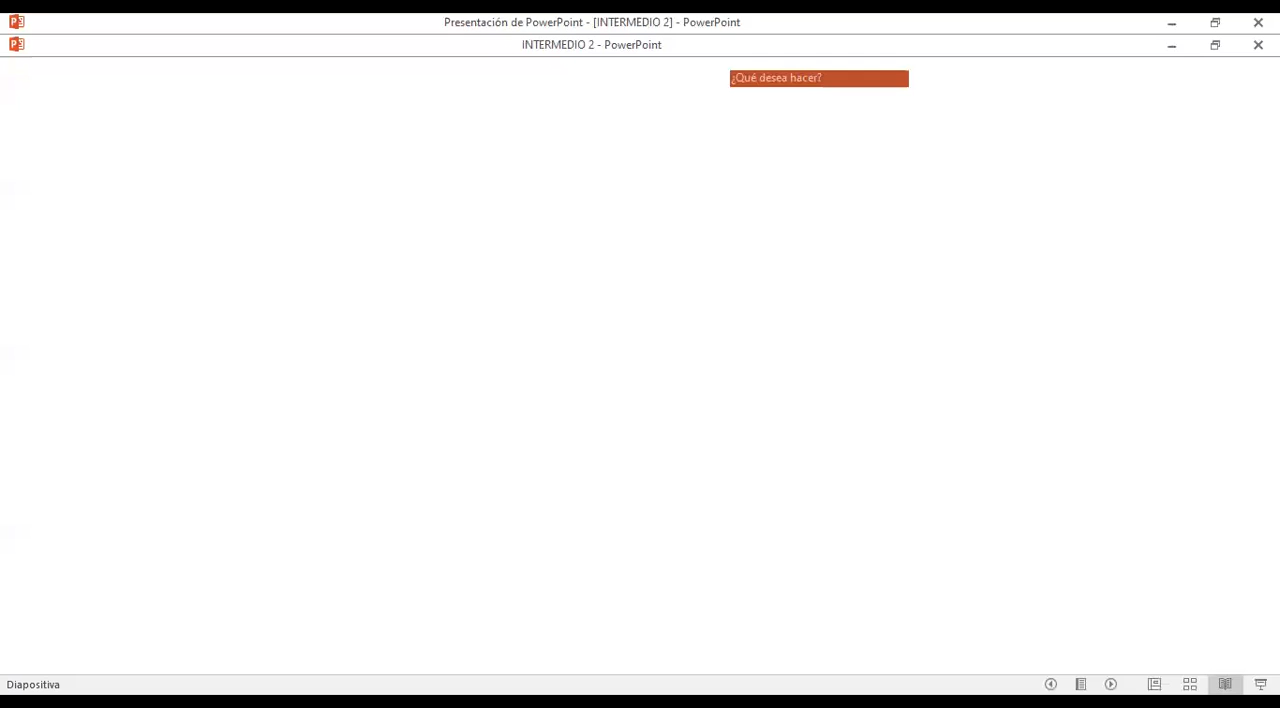 Presentación de PowerPoint - [INTERMEDIO 2] - PowerPoint
INTERMEDIO 2 - PowerPoint
¿Qué desea hacer?
Diapositiva